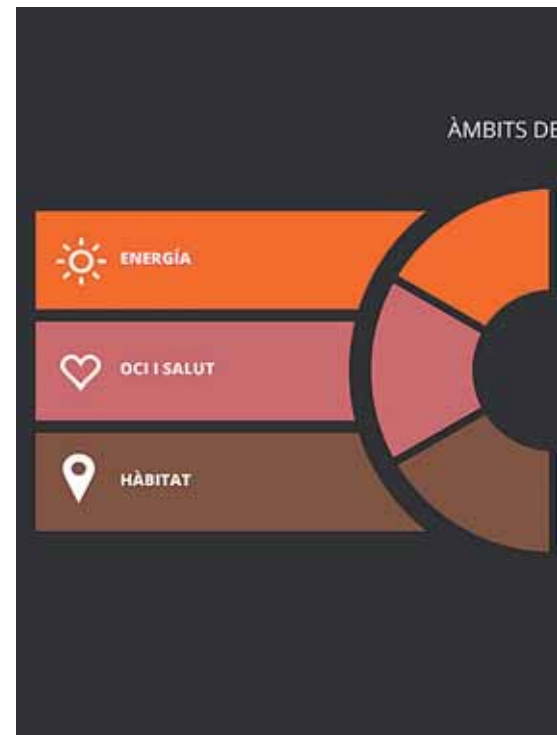 ÀMBITS DE
ENERGÍA
OCI I SALUT
HÀBITAT